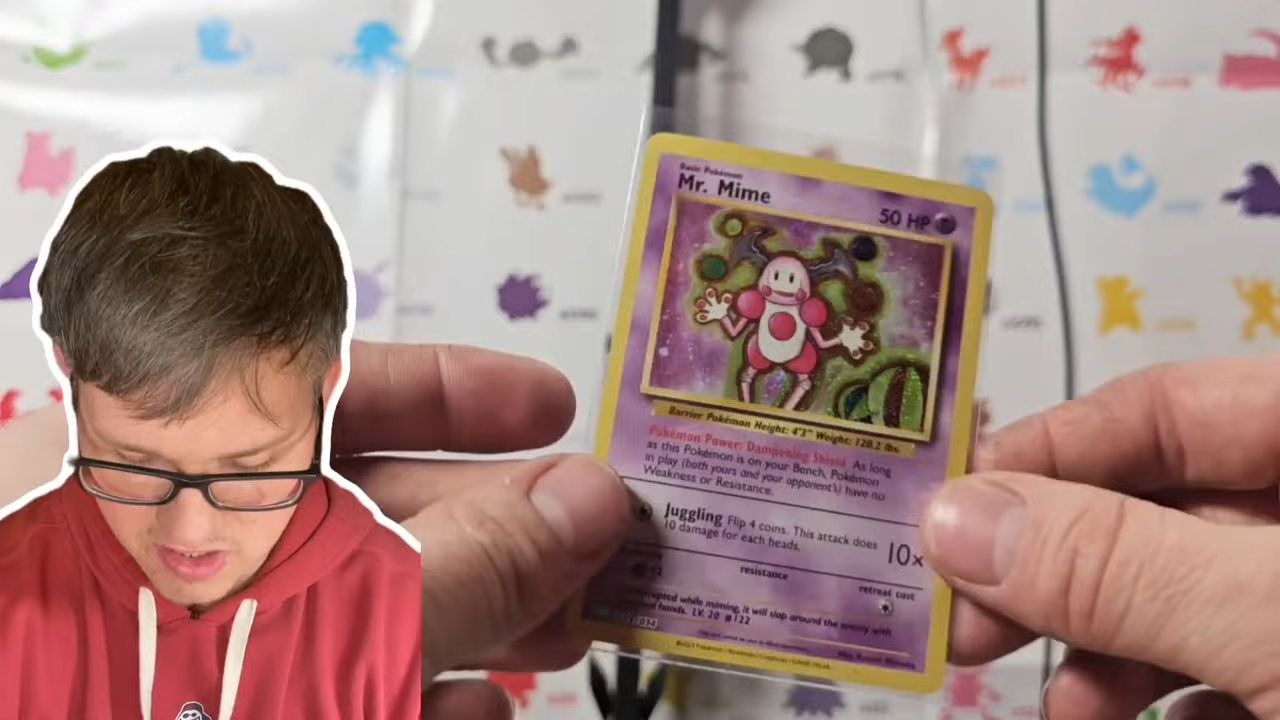 Basic Pokémon
Mr. Mime
50 HP
Barrier Pokémon Height: 4'3" Weight: 120.2 lbs.
Pokémon Power: Dampening Shield As long
as this Pokémon is on your Bench, Pokémon
in play (both yours and your opponent's) have no
Weakness or Resistance.
Juggling Flip 4 coins. This attack does
10 damage for each heads.
10x
resistance
retreat cost
while miming, it will slap around the enemy with
hands. LV. 20 #122
034